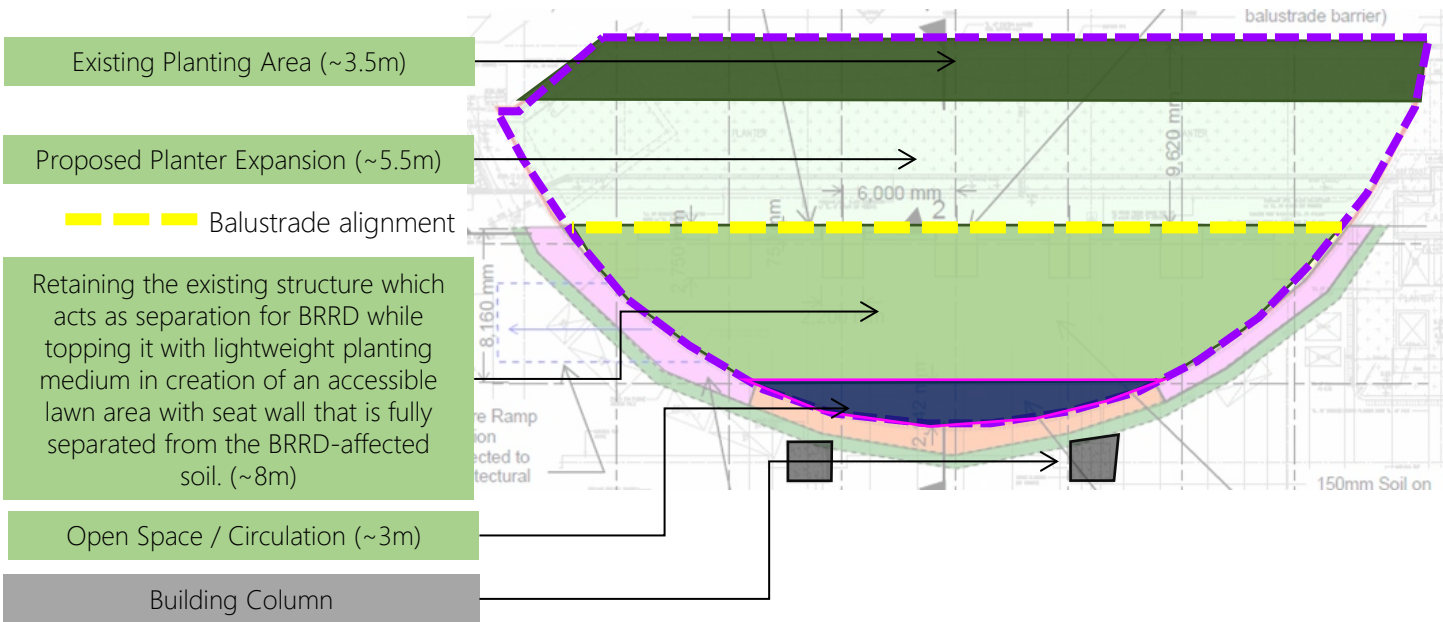 balustrade barrier)
Existing Planting Area (~3.5m)
Proposed Planter Expansion (~5.5m)
PLANTER
9,620 mm
6,000 mm
2
Balustrade alignment
Retaining the existing structure which
acts as separation for BRRD while
topping it with lightweight planting
medium in creation of an accessible
lawn area with seat wall that is fully
separated from the BRRD-affected
soil. (~8m)
8,160 mm
re Ramp
ion
ected to
tectural
150mm Soil on
Open Space / Circulation (~3m)
Building Column